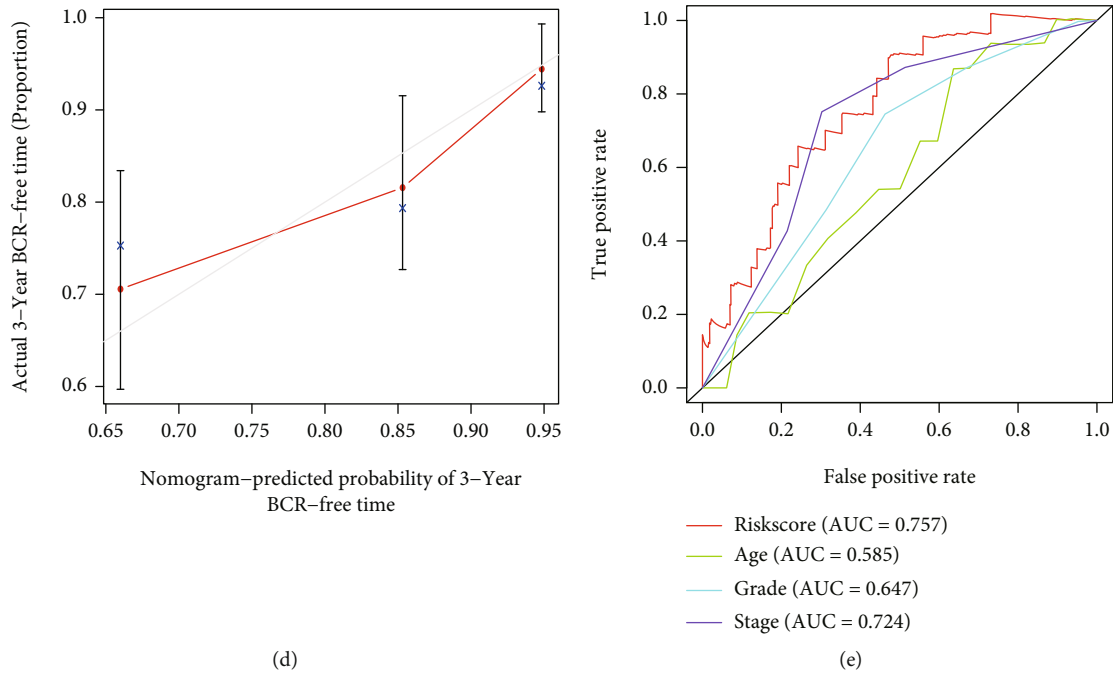 Actual 3−Year BCR−free time (Proportion)
1.0
0.9
0.8
0.7
0.6
0.65 0.70 0.75 0.80 0.85 0.90 0.95
Nomogram−predicted probability of 3−Year
BCR−free time
(d)
True positive rate
1.0
0.8
0.6
0.4
0.2
0.0
0.0 0.2 0.4 0.6 0.8 1.0
False positive rate
Riskscore (AUC = 0.757)
Age (AUC = 0.585)
Grade (AUC = 0.647)
Stage (AUC = 0.724)
(e)